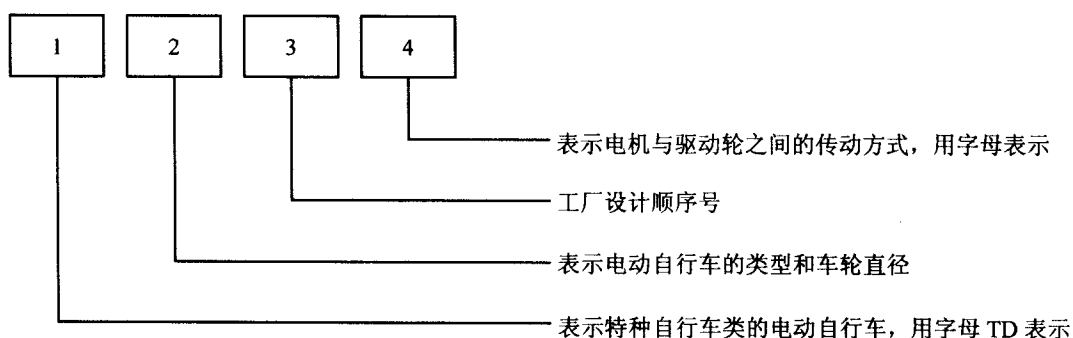 1 2 3 4
表示电机与驱动轮之间的传动方式，用字母表示
工厂设计顺序号
表示电动自行车的类型和车轮直径
表示特种自行车类的电动自行车，用字母 TD 表示